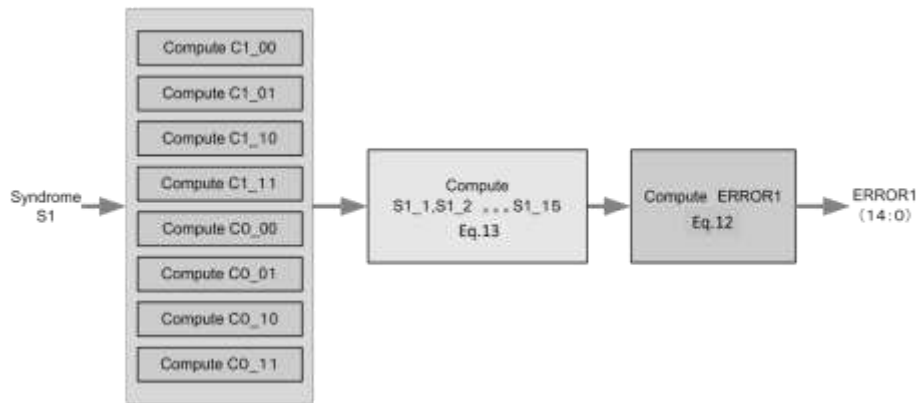 Syndrome
S1
Compute C1_00
Compute C1_01
Compute C1_10
Compute C1_11
Compute C0_00
Compute C0_01
Compute C0_10
Compute C0_11
Compute
S1_1,S1_2 ...S1_15
Eq.13
Compute ERROR1
Eq.12
ERROR1
(14:0)